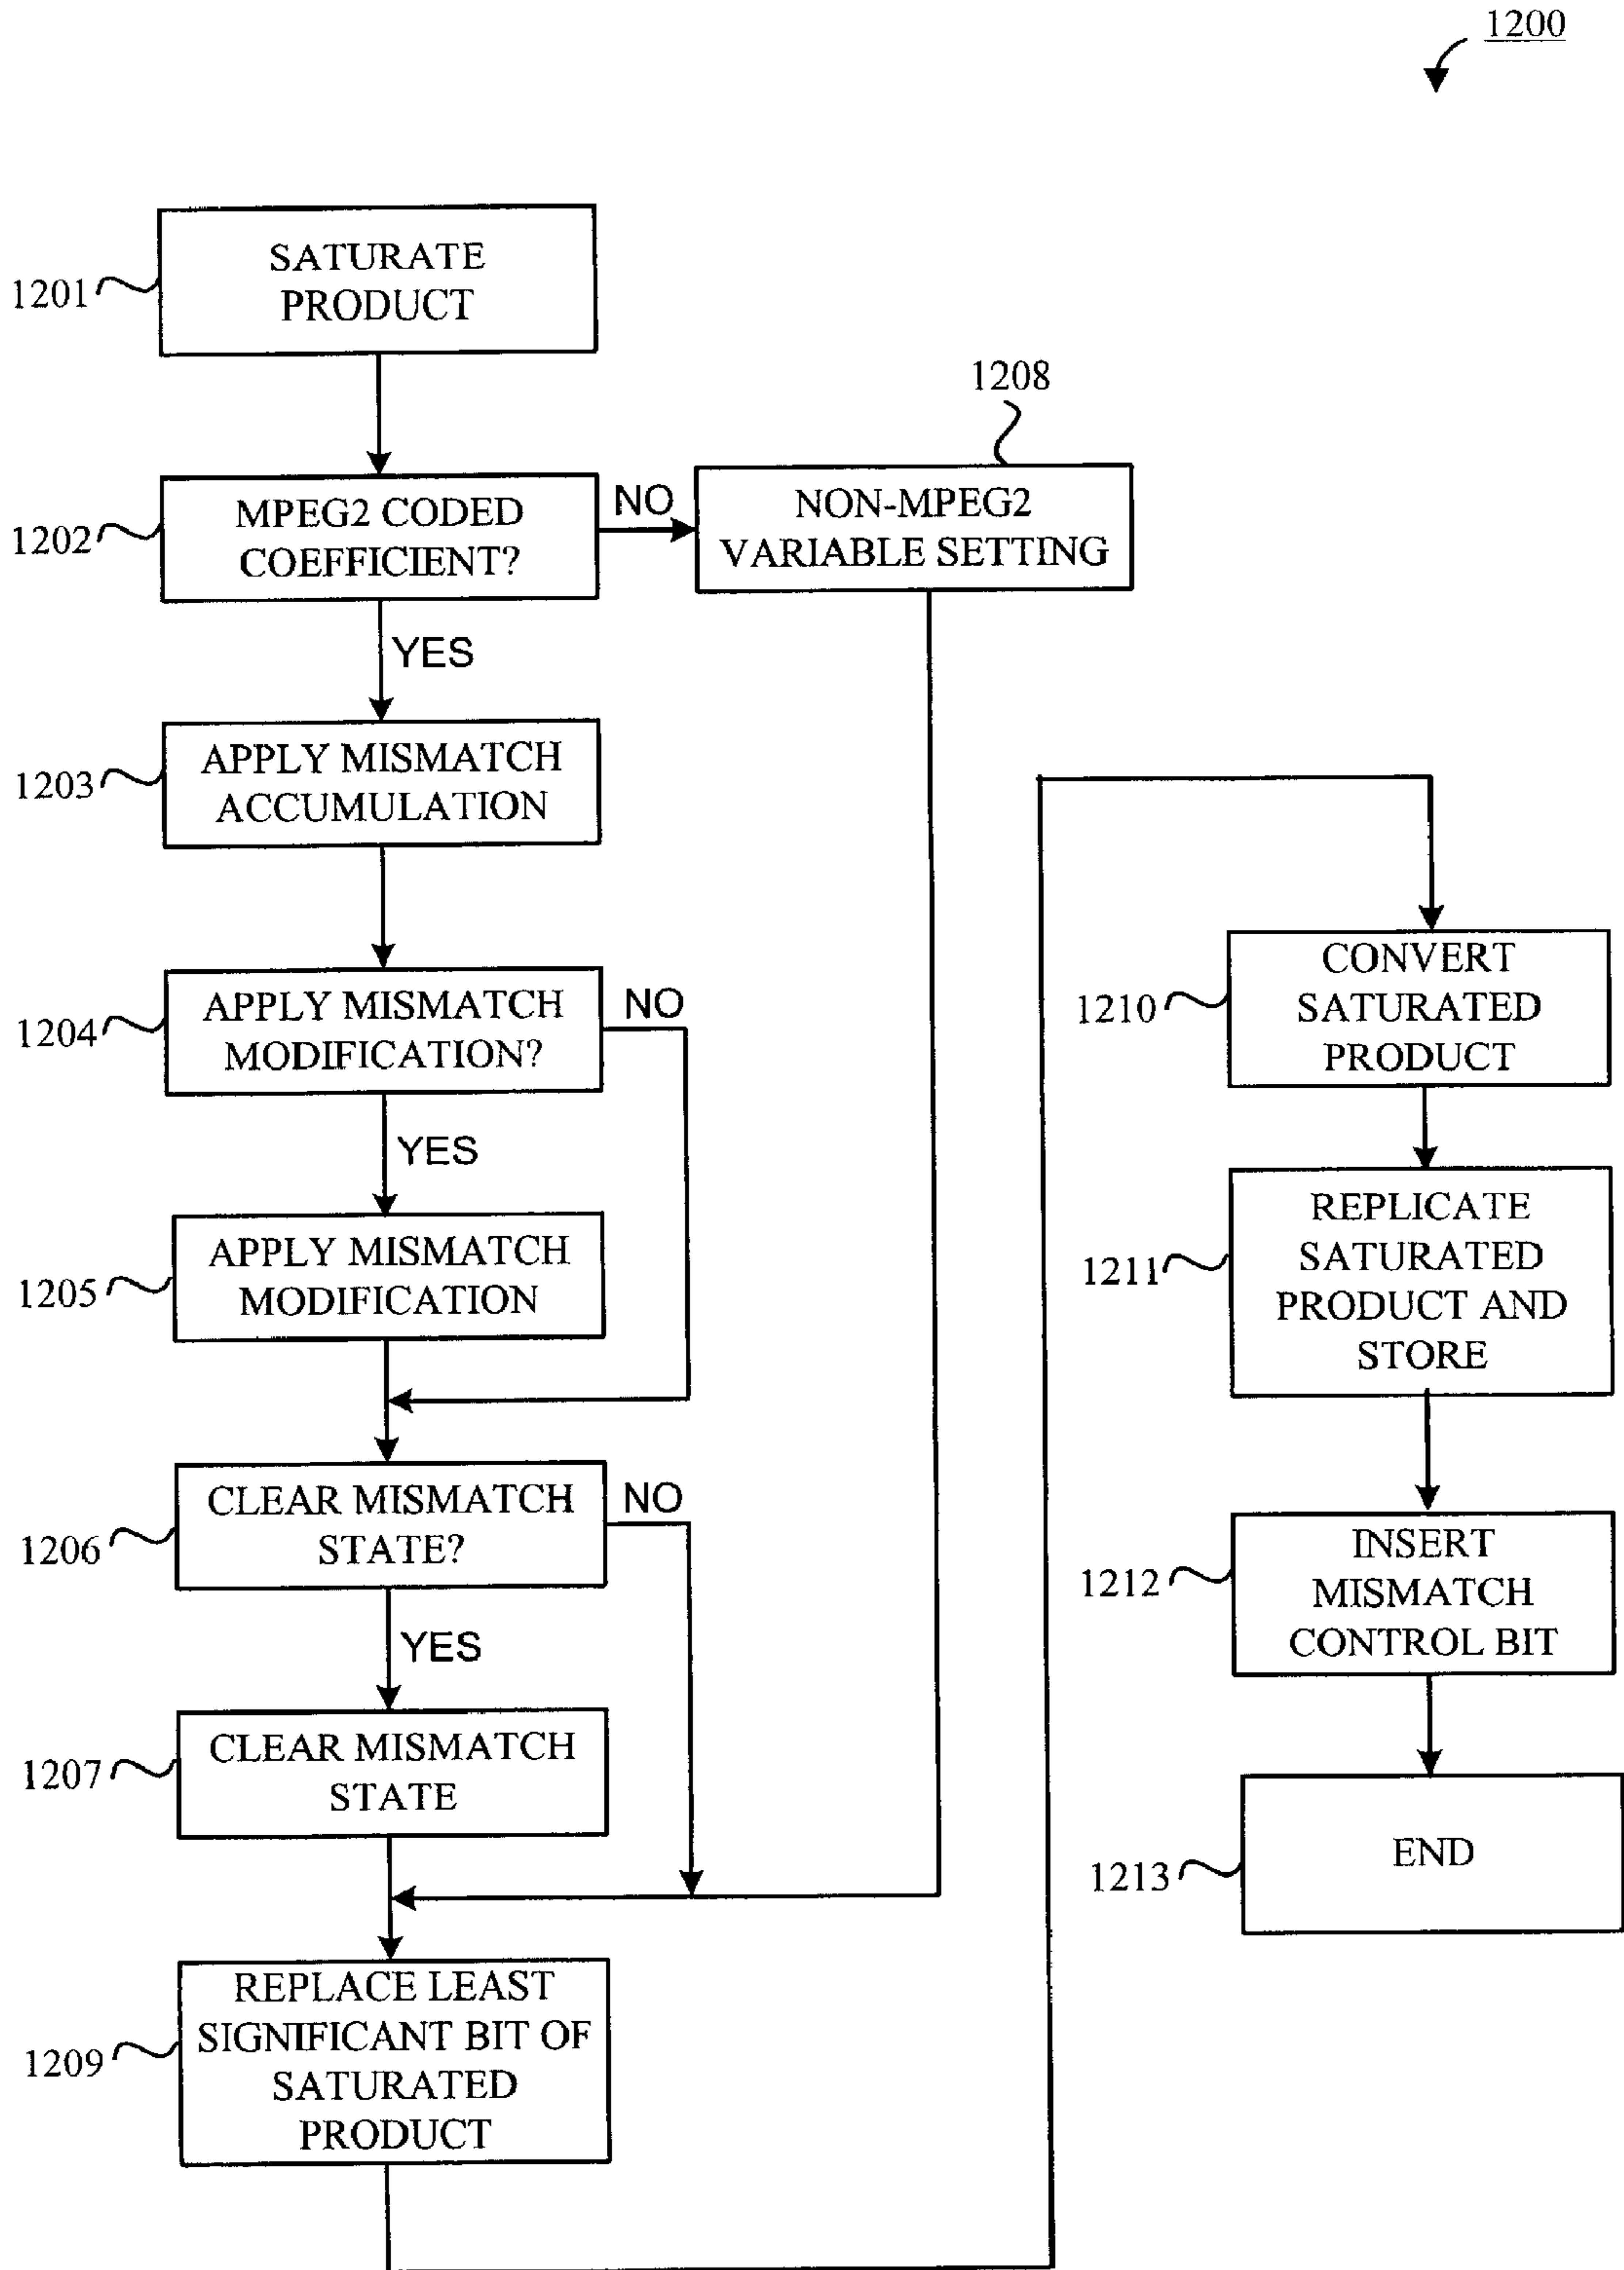 1200
SATURATE
PRODUCT
1201
1208
MPEG2 CODED
COEFFICIENT?
1202
NO
NON-MPEG2
VARIABLE SETTING
YES
APPLY MISMATCH
ACCUMULATION
1203
APPLY MISMATCH
MODIFICATION?
1204
NO
YES
APPLY MISMATCH
MODIFICATION
1205
CLEAR MISMATCH
STATE?
1206
NO
YES
CLEAR MISMATCH
STATE
1207
REPLACE LEAST
SIGNIFICANT BIT OF
SATURATED
PRODUCT
1209
CONVERT
SATURATED
PRODUCT
1210
REPLICATE
SATURATED
PRODUCT AND
STORE
1211
INSERT
MISMATCH
CONTROL BIT
1212
END
1213